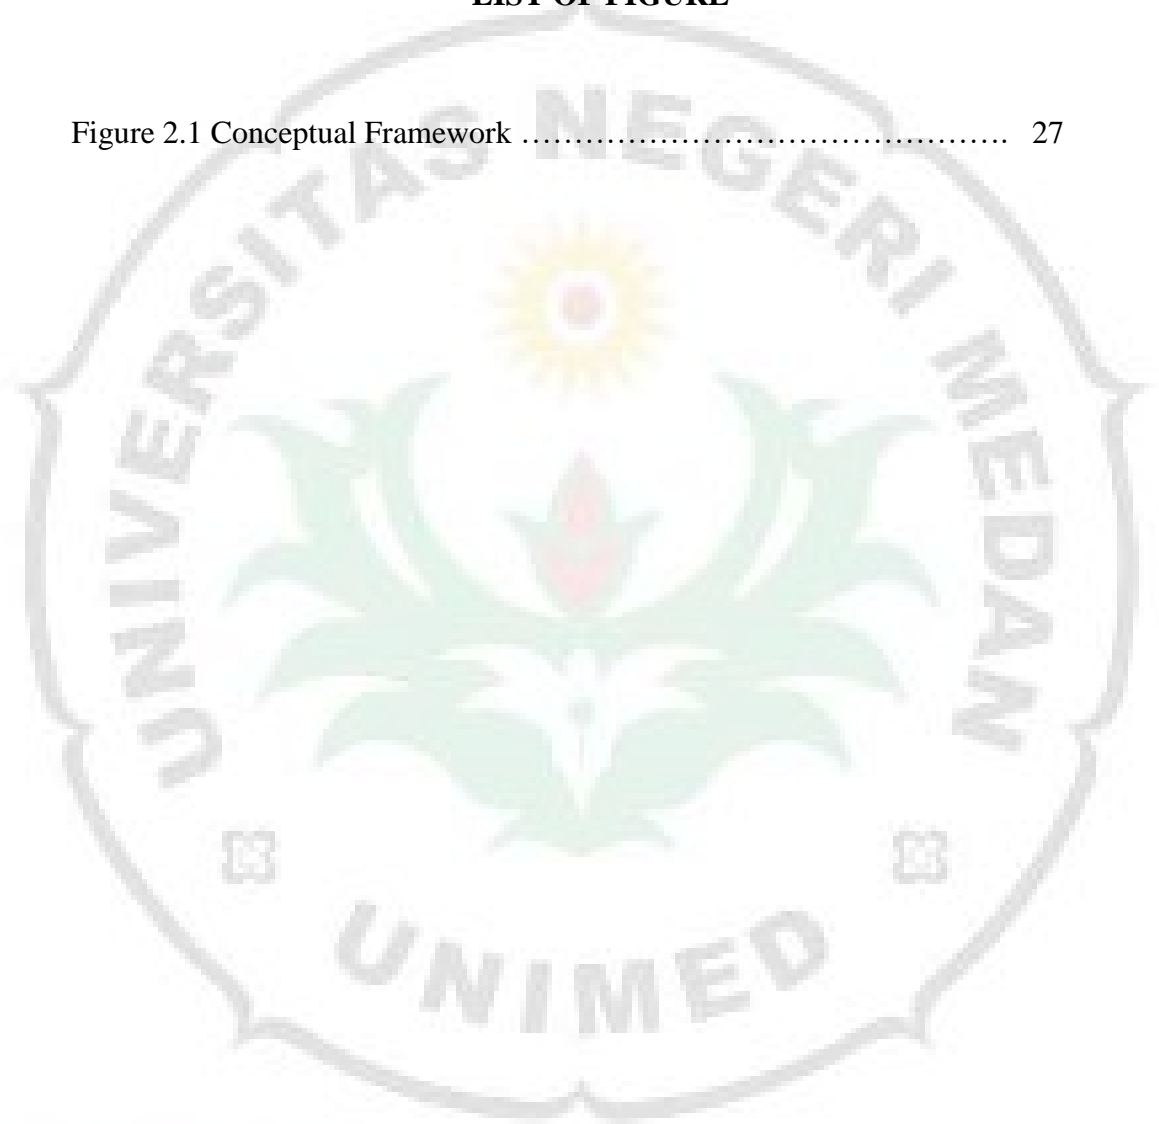 LIST OF FIGURE
Figure 2.1 Conceptual Framework ………………………………………… 27
UNIVERSITAS NEGERI MEDAN
UNIMED